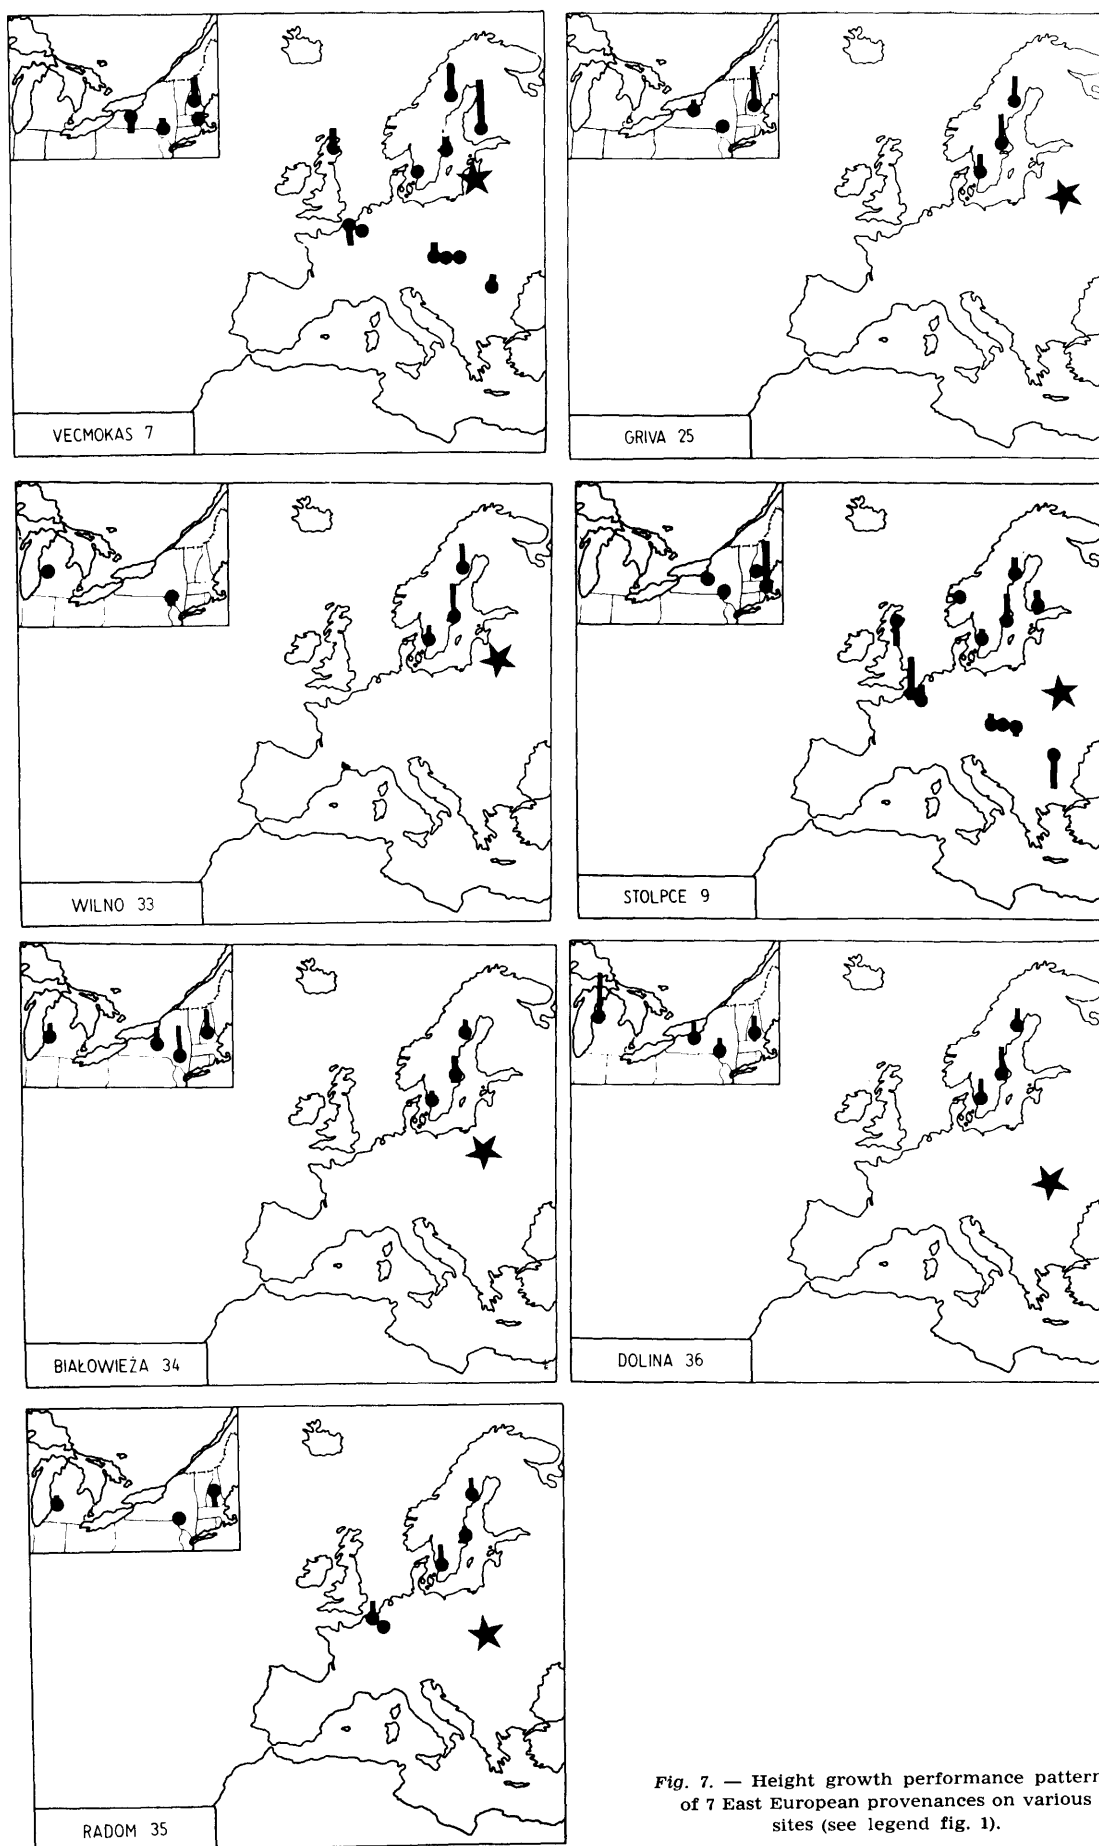 VECMOKAS 7
GRIVA 25
WILNO 33
STOLPCE 9
BIAŁOWIEŻA 34
DOLINA 36
RADOM 35
Fig. 7. — Height growth performance pattern
of 7 East European provenances on various
sites (see legend fig. 1).